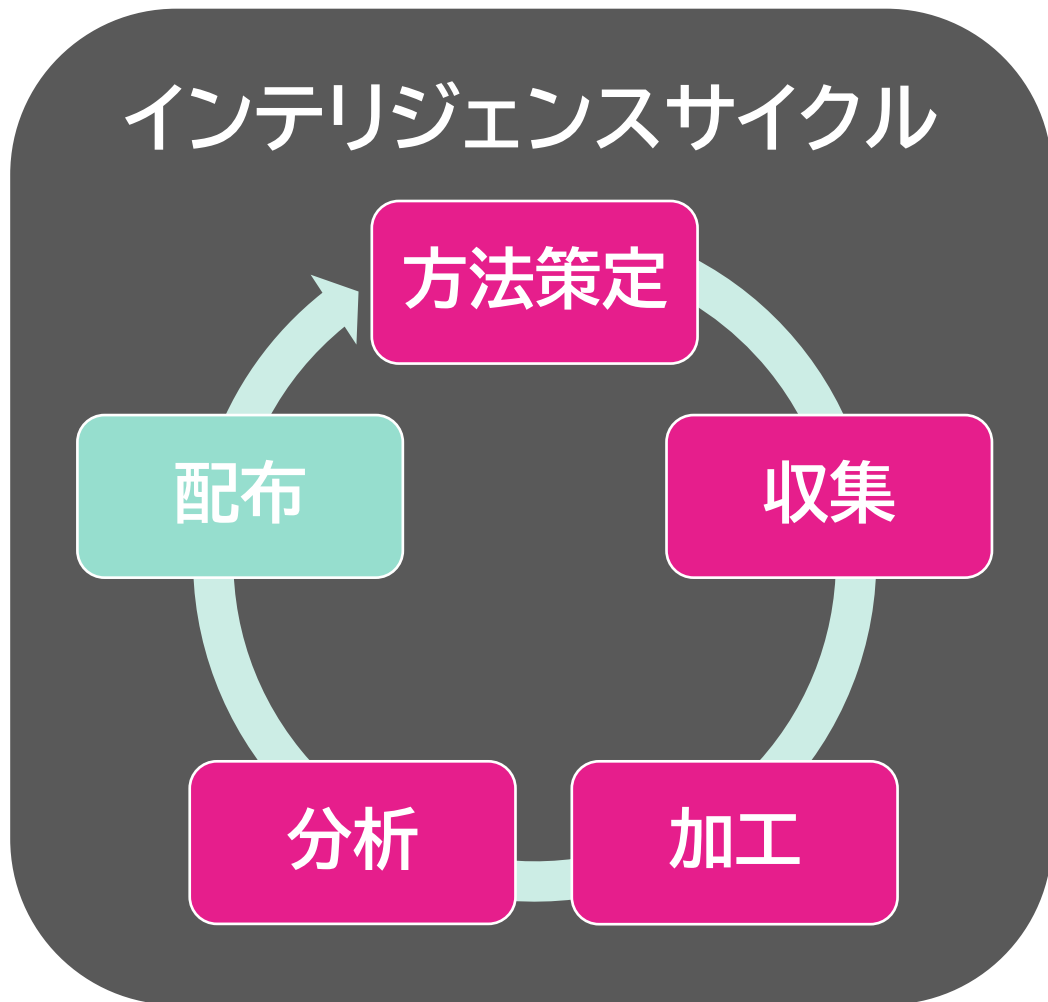 インテリジェンスサイクル
方法策定
収集
加工
分析
配布